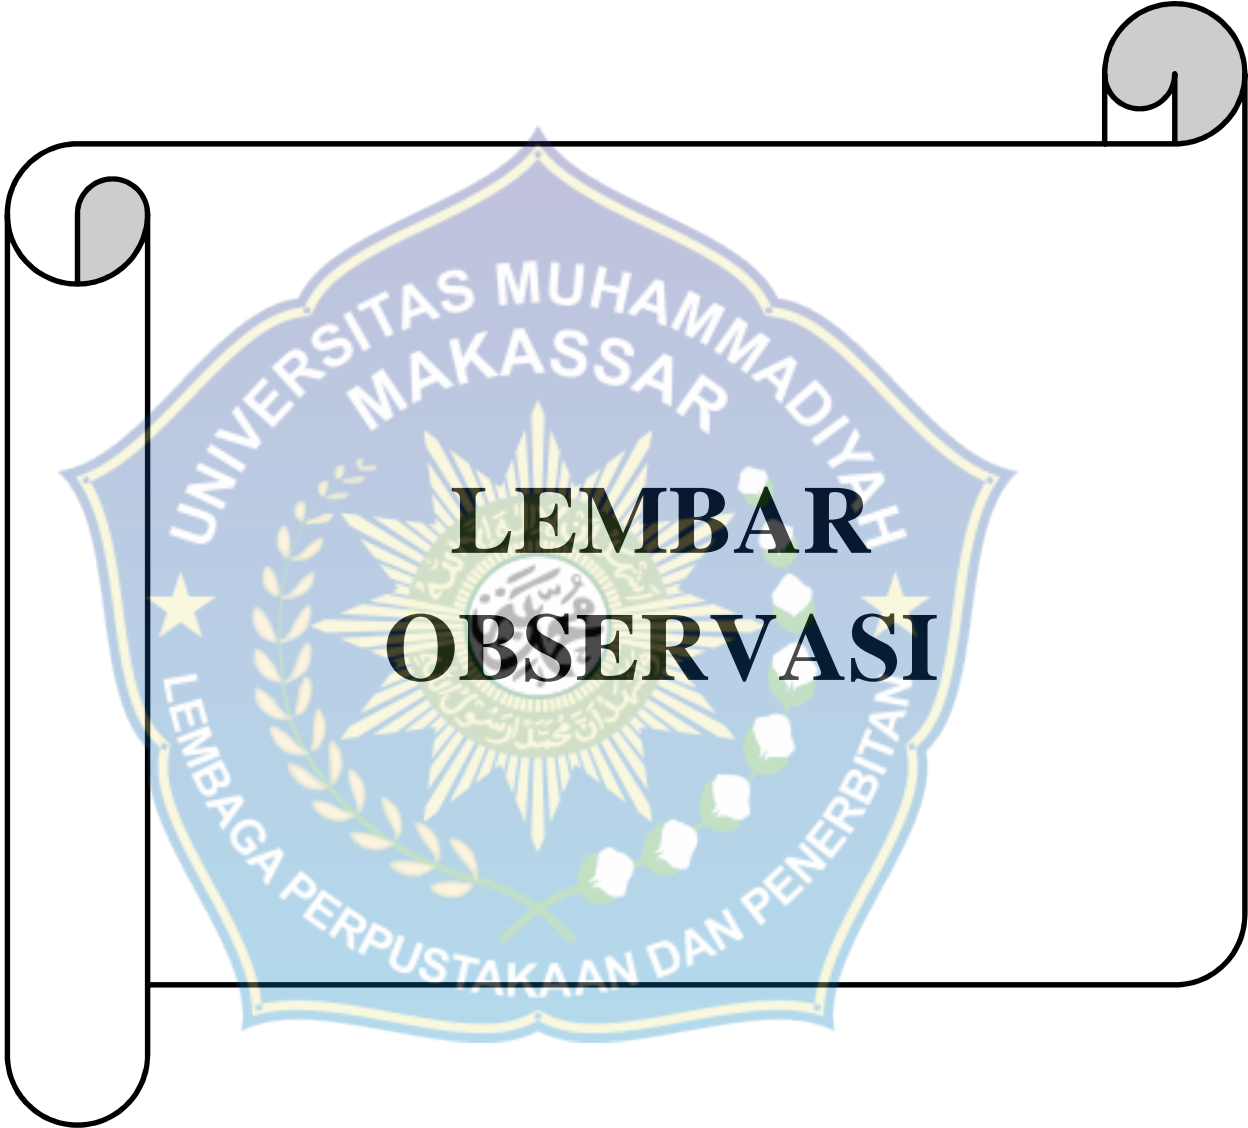 UNIVERSITAS MUHAMMADIYAH
MAKASSAR
LEMBAR
OBSERVASI
LEMBAGA PERPUSTAKAAN DAN PENERBITAN